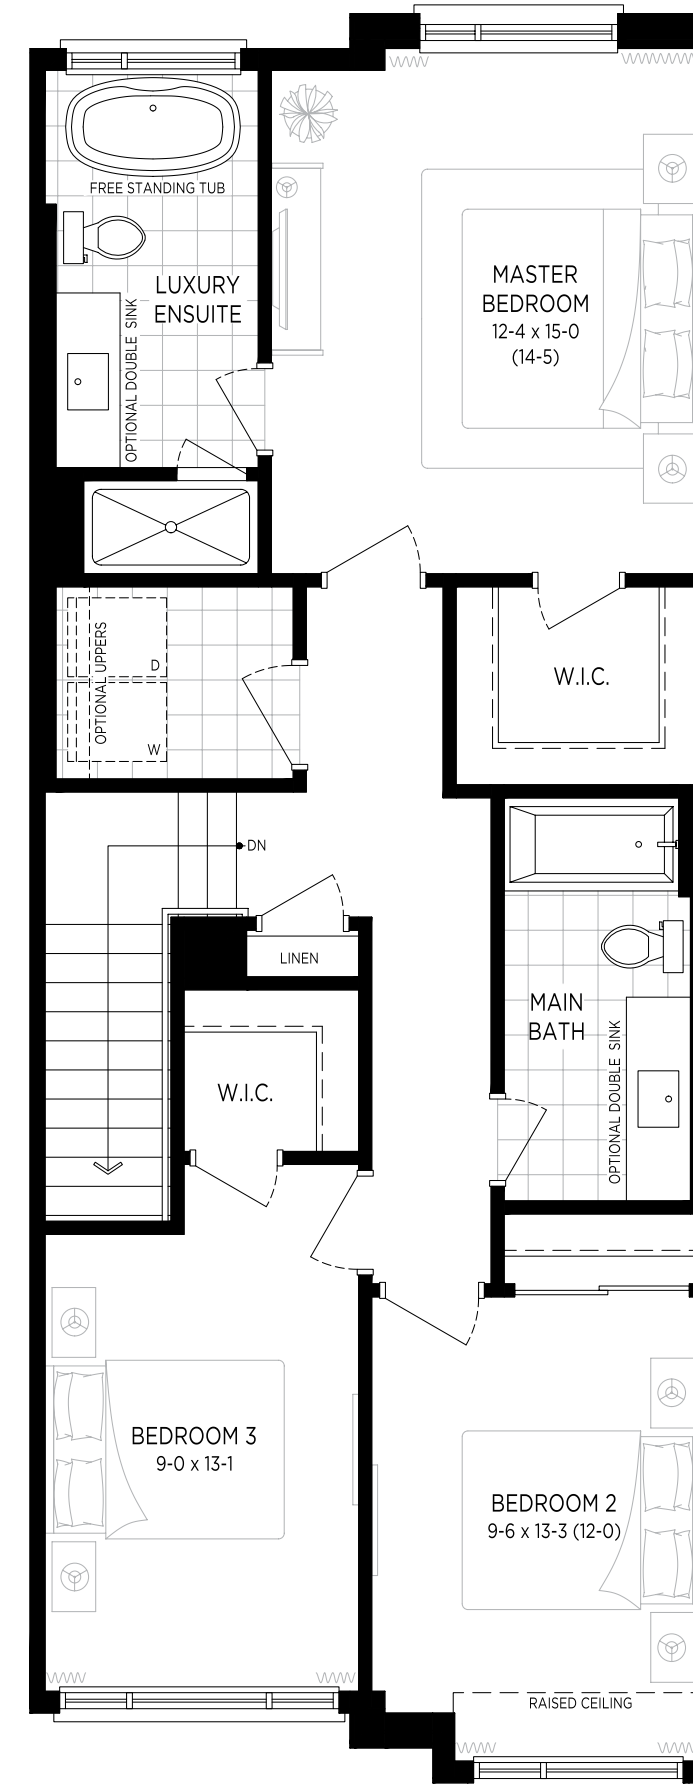 FREE STANDING TUB
LUXURY
ENSUITE
OPTIONAL DOUBLE SINK
MASTER
BEDROOM
12-4 x 15-0
(14-5)
OPTIONAL UPPERS
D
W
W.I.C.
DN
LINEN
MAIN
BATH
OPTIONAL DOUBLE SINK
W.I.C.
BEDROOM 3
9-0 x 13-1
BEDROOM 2
9-6 x 13-3 (12-0)
RAISED CEILING